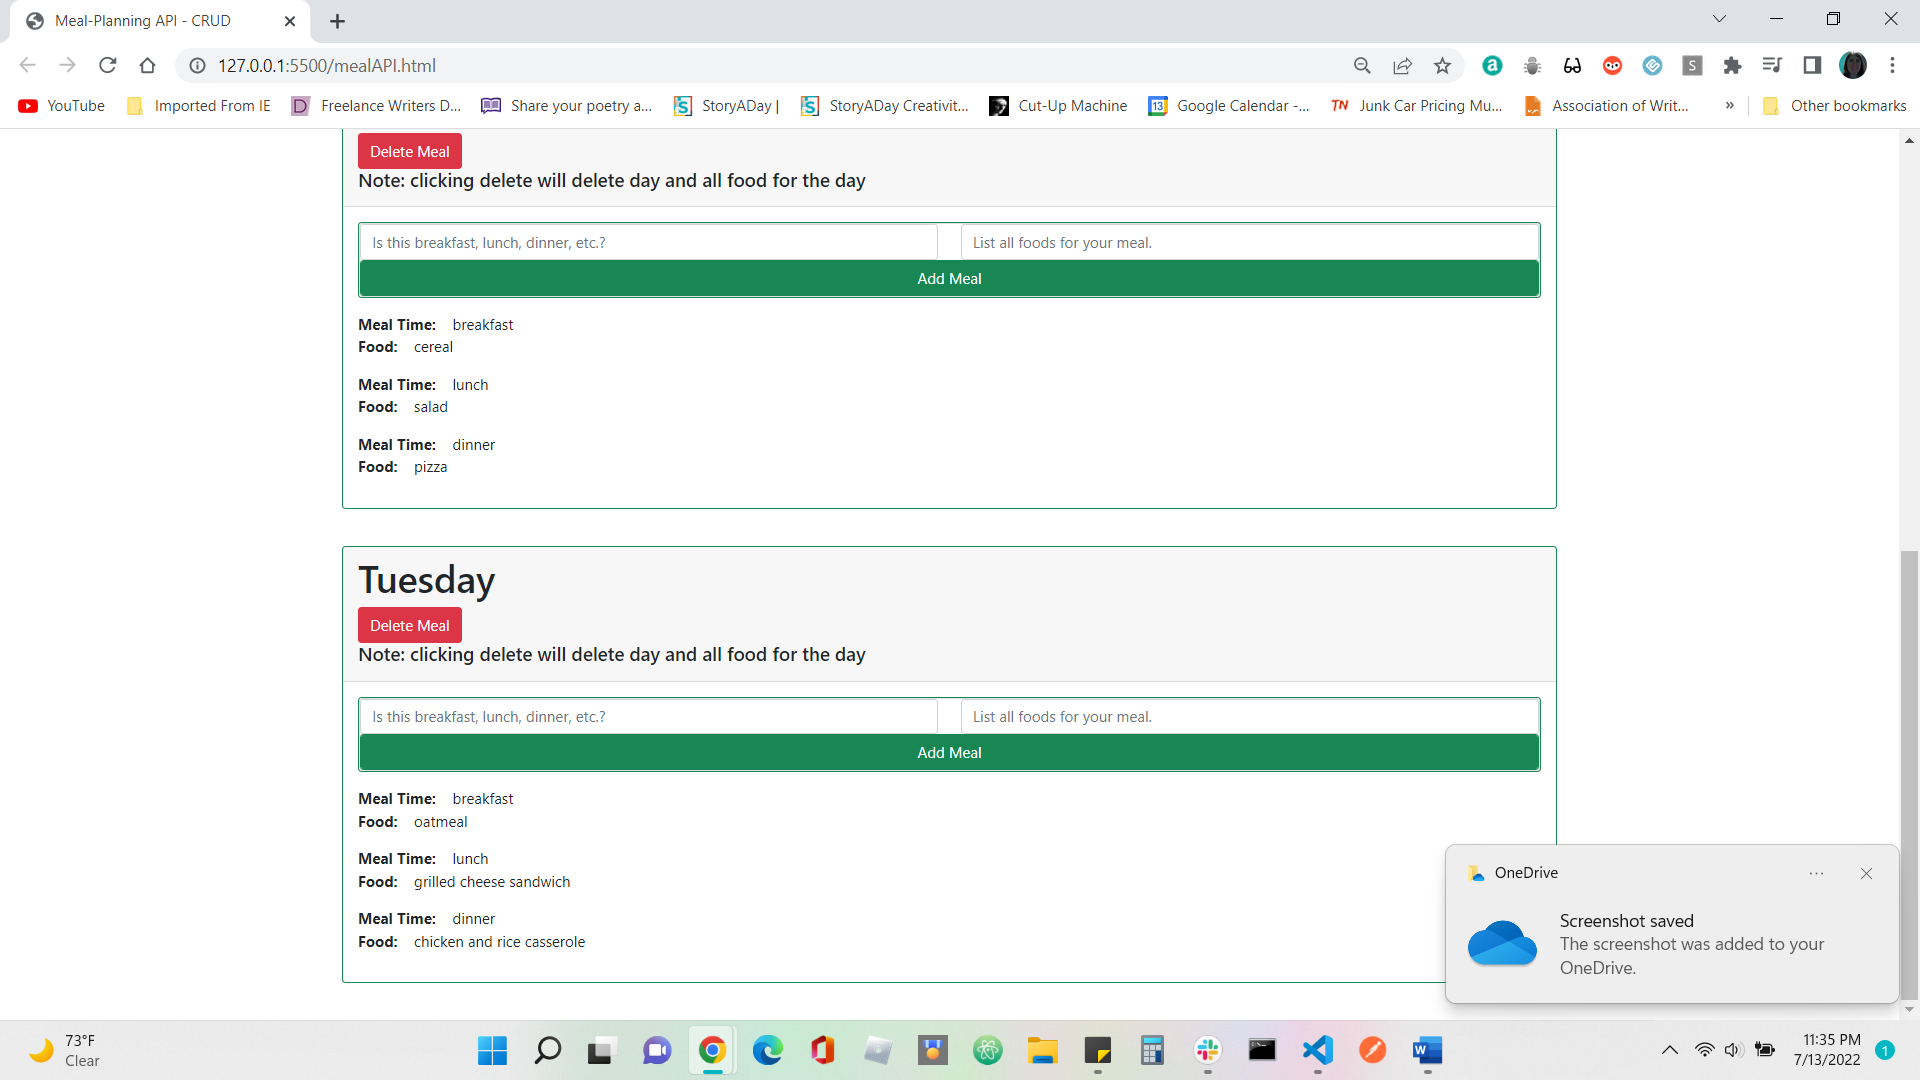 Meal-Planning API - CRUD
127.0.0.1:5500/mealAPI.html
YouTube Imported From IE Freelance Writers D... Share your poetry a... StoryADay | StoryADay Creativit... Cut-Up Machine Google Calendar -... Junk Car Pricing Mu... Association of Writ... » Other bookmarks
Delete Meal
Note: clicking delete will delete day and all food for the day
Is this breakfast, lunch, dinner, etc.? List all foods for your meal.
Add Meal
Meal Time: breakfast
Food: cereal
Meal Time: lunch
Food: salad
Meal Time: dinner
Food: pizza
Tuesday
Delete Meal
Note: clicking delete will delete day and all food for the day
Is this breakfast, lunch, dinner, etc.? List all foods for your meal.
Add Meal
Meal Time: breakfast
Food: oatmeal
Meal Time: lunch
Food: grilled cheese sandwich
Meal Time: dinner
Food: chicken and rice casserole
OneDrive
Screenshot saved
The screenshot was added to your
OneDrive.
73°F
Clear
11:35 PM
7/13/2022
1